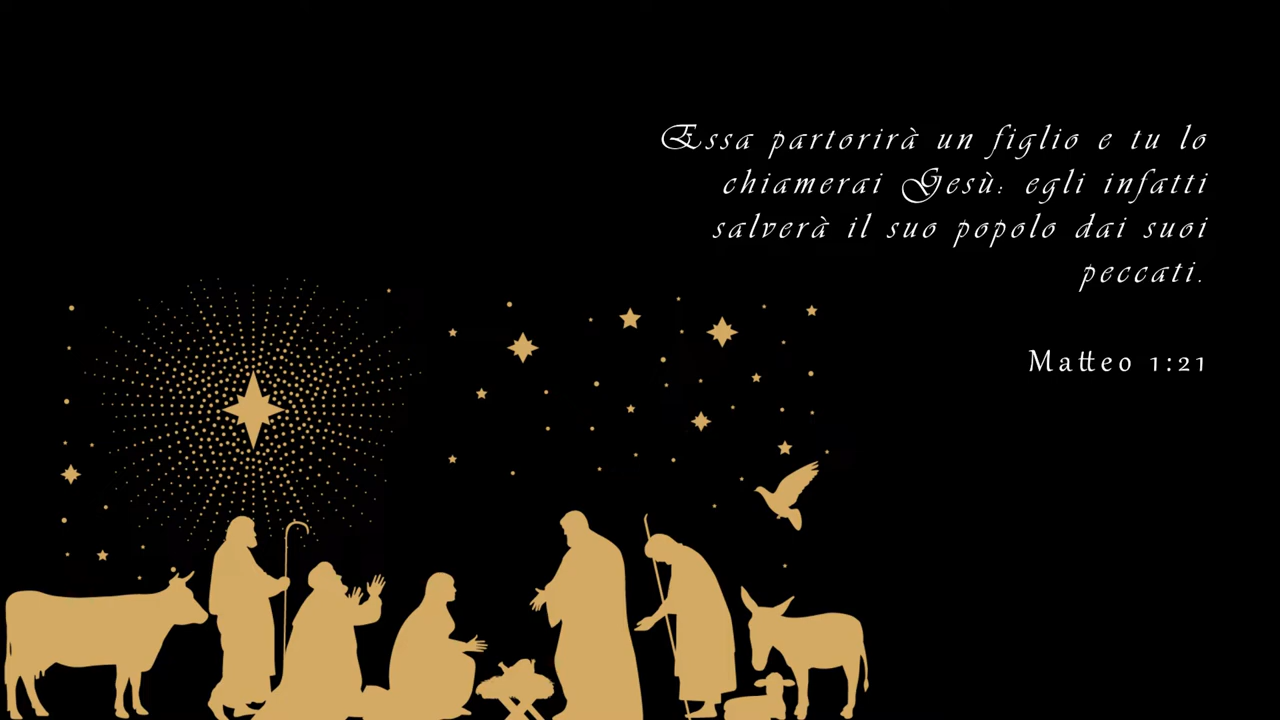 Essa partorirà un figlio e tu lo
chiamerai Gesù: egli infatti
salverà il suo popolo dai suoi
peccati.
Matteo 1:21